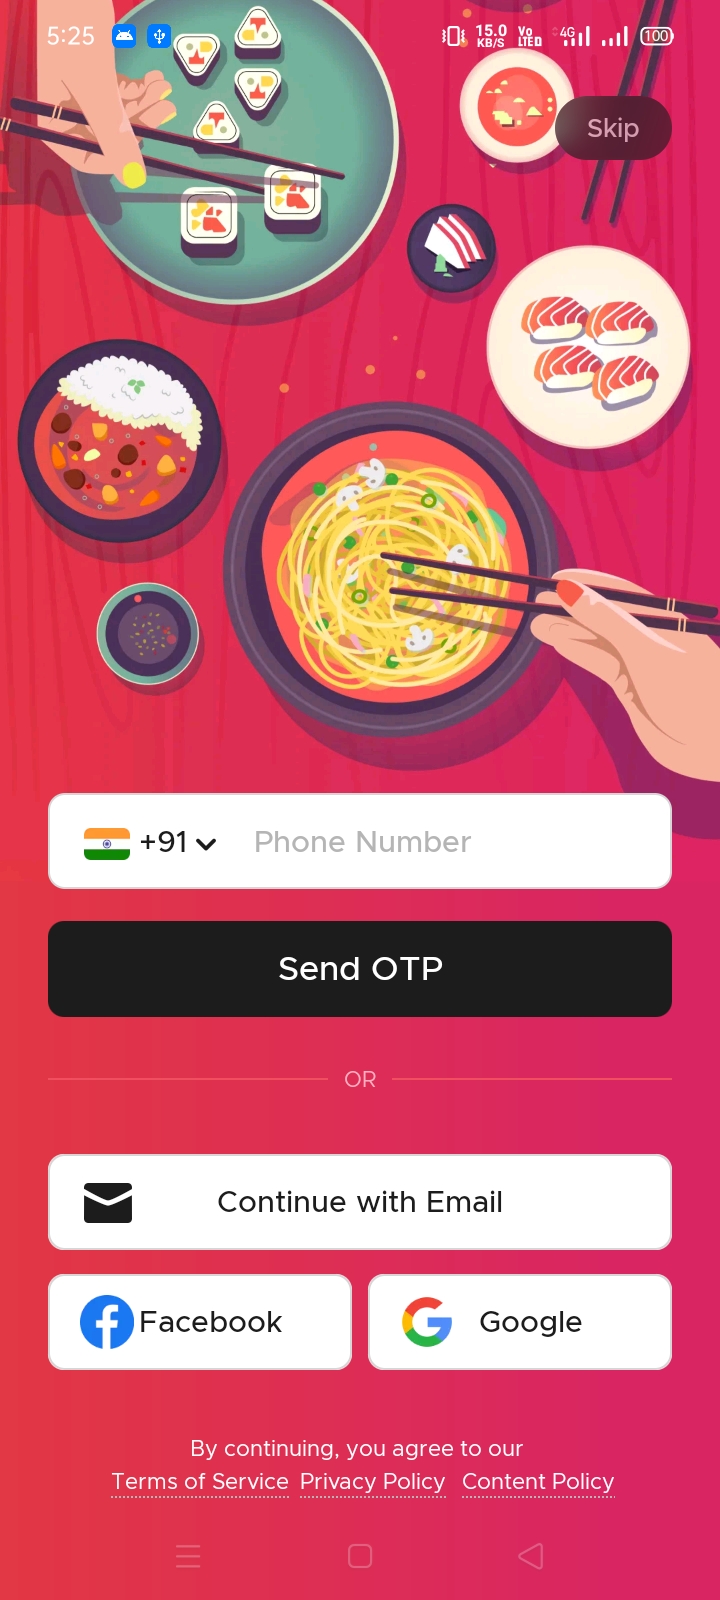 5:25 15.0 KB/S Vo LTED 4G 100
Skip
+91 Phone Number
Send OTP
OR
Continue with Email
Facebook Google
By continuing, you agree to our
Terms of Service Privacy Policy Content Policy